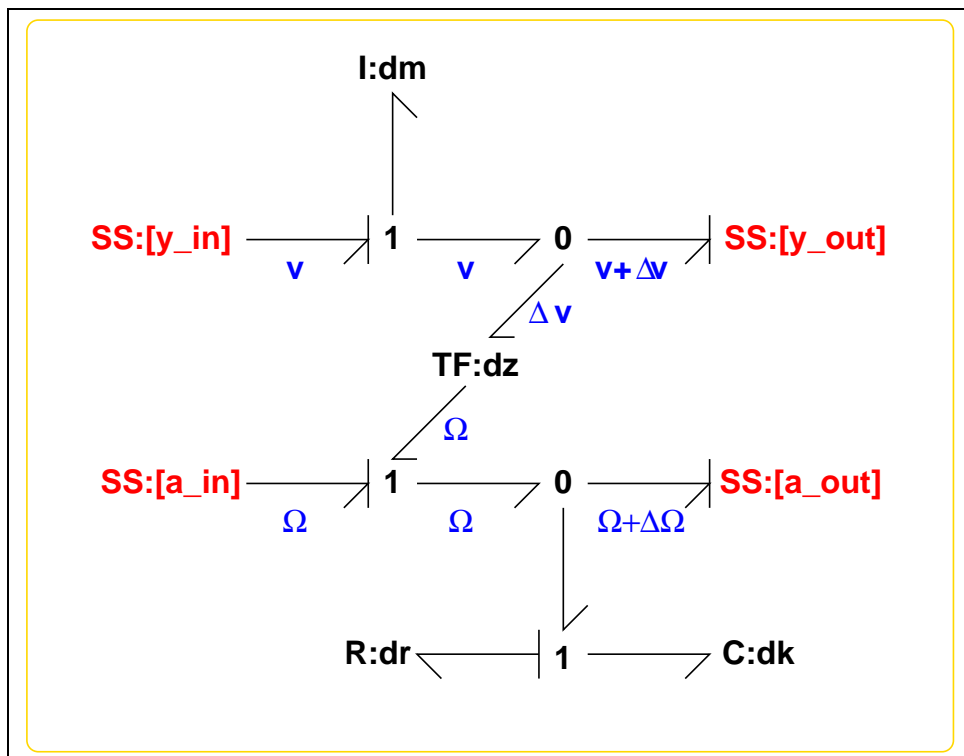 I:dm
SS:[y_in] 1 0 SS:[y_out]
v v v+Δv
Δ v
TF:dz
Ω
SS:[a_in] 1 0 SS:[a_out]
Ω Ω Ω+ΔΩ
R:dr 1 C:dk